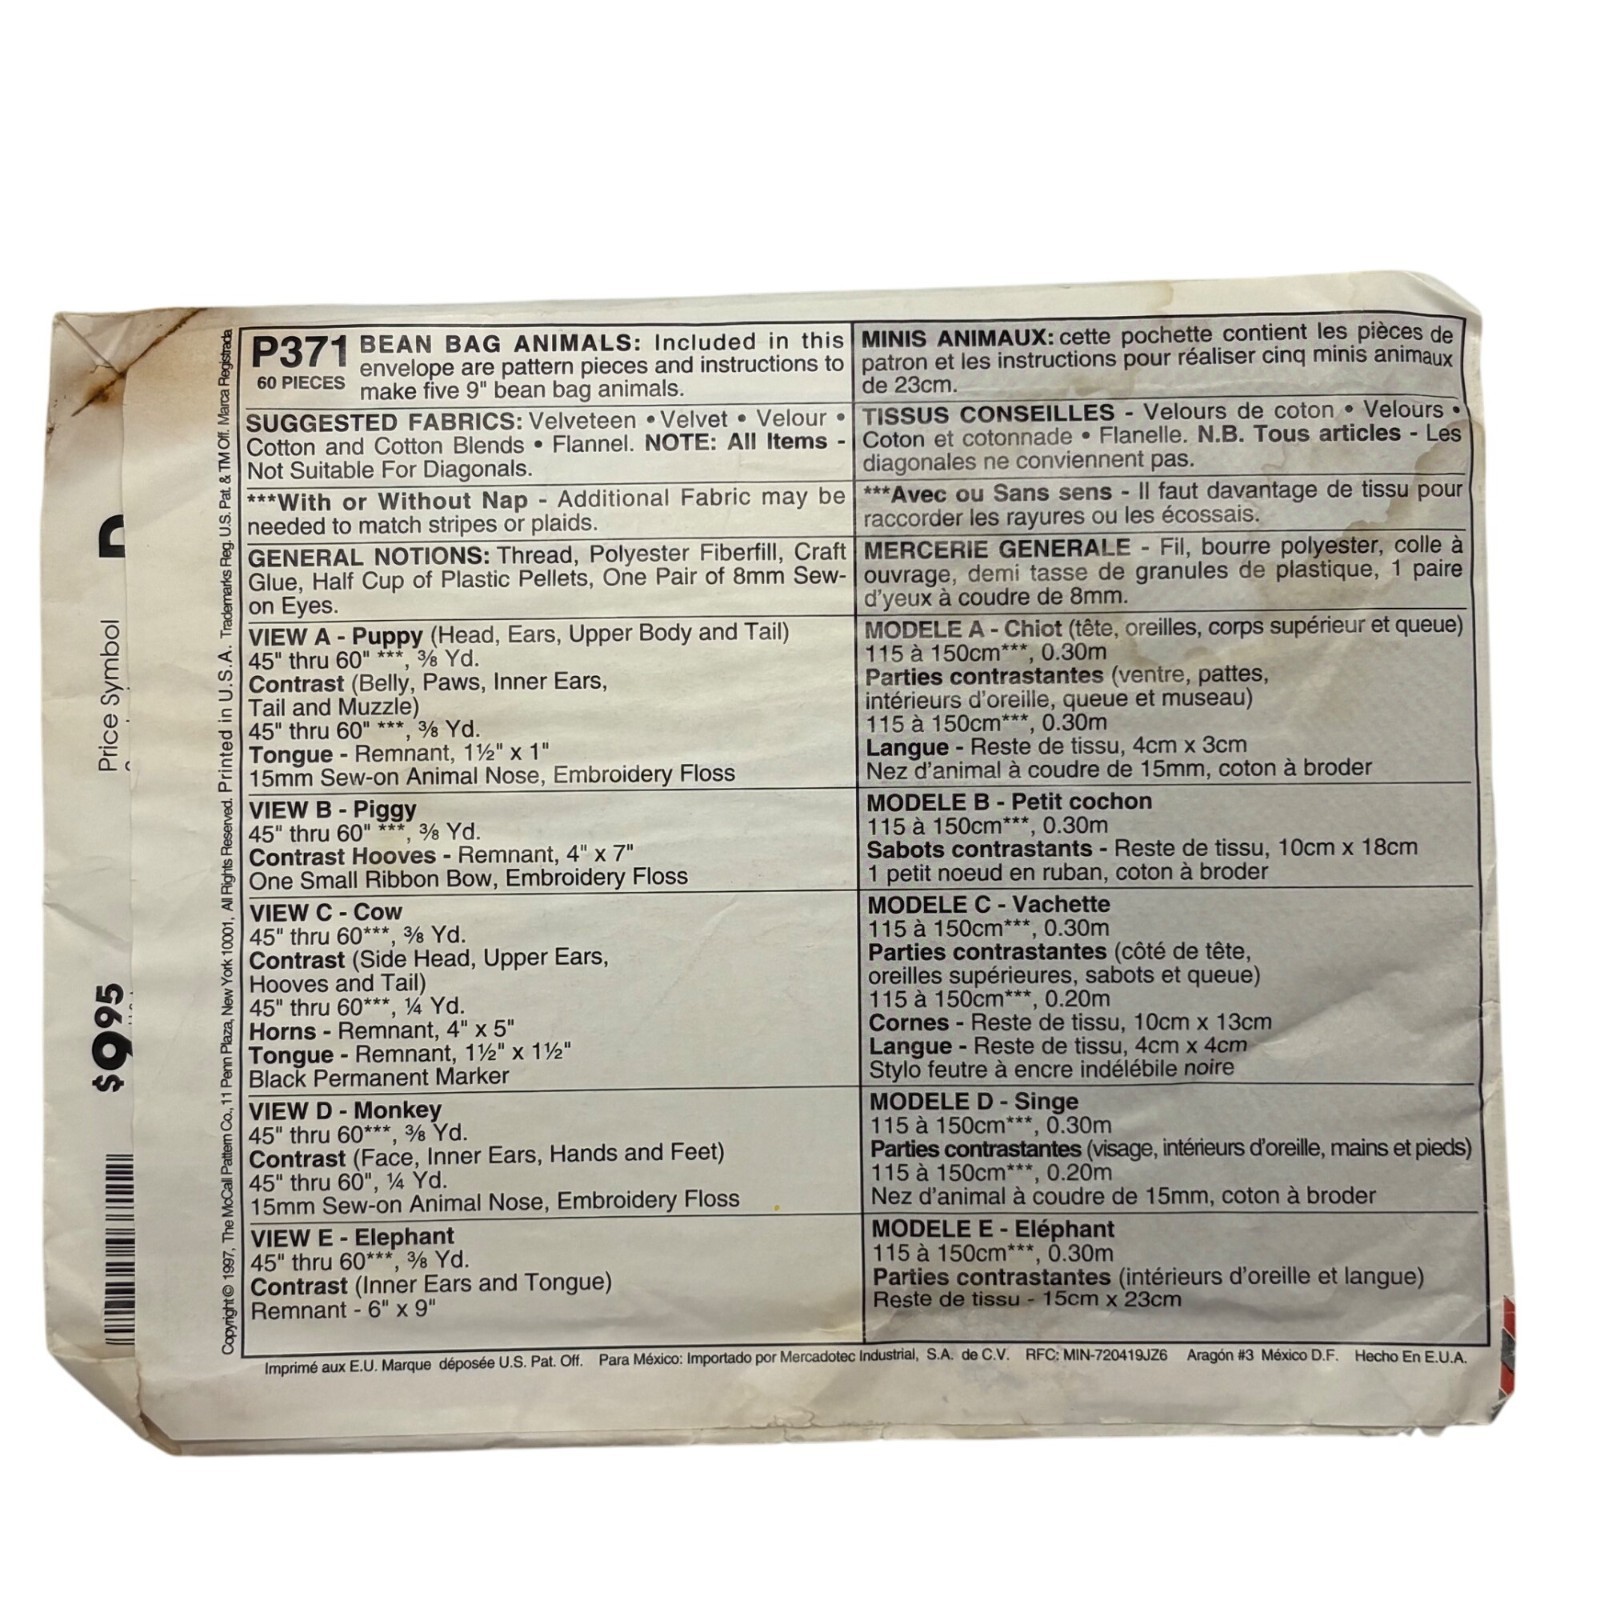 P371
60 PIECES
BEAN BAG ANIMALS: Included in this
envelope are pattern pieces and instructions to
make five 9" bean bag animals.
SUGGESTED FABRICS: Velveteen • Velvet • Velour •
Cotton and Cotton Blends • Flannel. NOTE: All Items -
Not Suitable For Diagonals.
***With or Without Nap - Additional Fabric may be
needed to match stripes or plaids.
GENERAL NOTIONS: Thread, Polyester Fiberfill, Craft
Glue, Half Cup of Plastic Pellets, One Pair of 8mm Sew-
on Eyes.
VIEW A - Puppy (Head, Ears, Upper Body and Tail)
45" thru 60" ***, ⅜ Yd.
Contrast (Belly, Paws, Inner Ears,
Tail and Muzzle)
45" thru 60" ***, ⅜ Yd.
Tongue - Remnant, 1½" x 1"
15mm Sew-on Animal Nose, Embroidery Floss
VIEW B - Piggy
45" thru 60" ***, ⅜ Yd.
Contrast Hooves - Remnant, 4" x 7"
One Small Ribbon Bow, Embroidery Floss
VIEW C - Cow
45" thru 60***, ⅜ Yd.
Contrast (Side Head, Upper Ears,
Hooves and Tail)
45" thru 60***, ¼ Yd.
Horns - Remnant, 4" x 5"
Tongue - Remnant, 1½" x 1½"
Black Permanent Marker
VIEW D - Monkey
45" thru 60***, ⅜ Yd.
Contrast (Face, Inner Ears, Hands and Feet)
45" thru 60", ¼ Yd.
15mm Sew-on Animal Nose, Embroidery Floss
VIEW E - Elephant
45" thru 60***, ⅜ Yd.
Contrast (Inner Ears and Tongue)
Remnant - 6" x 9"
MINIS ANIMAUX: cette pochette contient les pièces de
patron et les instructions pour réaliser cinq minis animaux
de 23cm.
TISSUS CONSEILLES - Velours de coton • Velours •
Coton et cotonnade • Flanelle. N.B. Tous articles - Les
diagonales ne conviennent pas.
***Avec ou Sans sens - Il faut davantage de tissu pour
raccorder les rayures ou les écossais.
MERCERIE GENERALE - Fil, bourre polyester, colle à
ouvrage, demi tasse de granules de plastique, 1 paire
d'yeux à coudre de 8mm.
MODELE A - Chiot (tête, oreilles, corps supérieur et queue)
115 à 150cm***, 0.30m
Parties contrastantes (ventre, pattes,
intérieurs d'oreille, queue et museau)
115 à 150cm***, 0.30m
Langue - Reste de tissu, 4cm x 3cm
Nez d'animal à coudre de 15mm, coton à broder
MODELE B - Petit cochon
115 à 150cm***, 0.30m
Sabots contrastants - Reste de tissu, 10cm x 18cm
1 petit noeud en ruban, coton à broder
MODELE C - Vachette
115 à 150cm***, 0.30m
Parties contrastantes (côté de tête,
oreilles supérieures, sabots et queue)
115 à 150cm***, 0.20m
Cornes - Reste de tissu, 10cm x 13cm
Langue - Reste de tissu, 4cm x 4cm
Stylo feutre à encre indélébile noire
MODELE D - Singe
115 à 150cm***, 0.30m
Parties contrastantes (visage, intérieurs d'oreille, mains et pieds)
115 à 150cm***, 0.20m
Nez d'animal à coudre de 15mm, coton à broder
MODELE E - Eléphant
115 à 150cm***, 0.30m
Parties contrastantes (intérieurs d'oreille et langue)
Reste de tissu - 15cm x 23cm
Imprimé aux E.U. Marque déposée U.S. Pat. Off. Para México: Importado por Mercadotec Industrial, S.A. de C.V. RFC: MIN-720419JZ6 Aragón #3 México D.F. Hecho En E.U.A.
Copyright © 1997, The McCall Pattern Co., 11 Penn Plaza, New York 10001, All Rights Reserved. Printed in U.S.A. Trademarks Reg. U.S. Pat. & TM Off. Marca Registrada
Price Symbol
$995